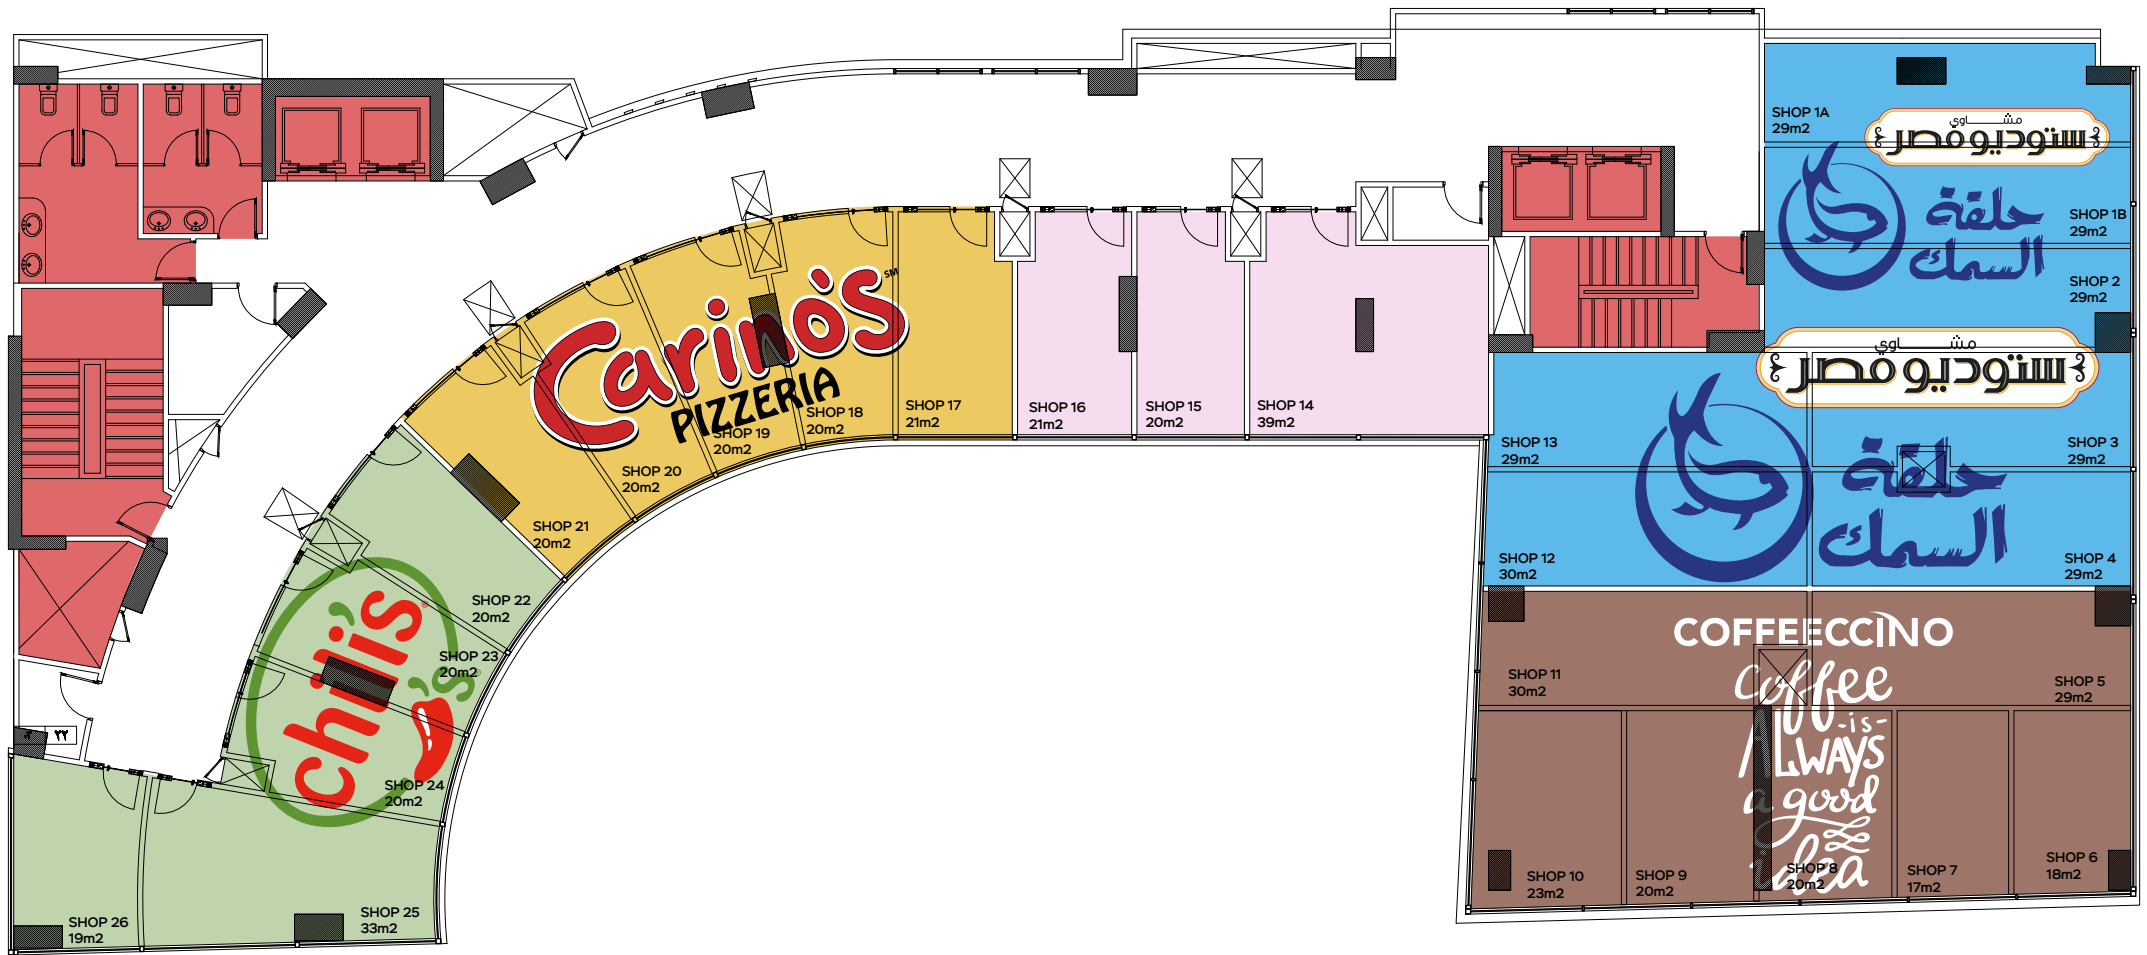 SHOP 1A
29m2
مشاوي
ستوديو مصر
حلقة
السمك
SHOP 1B
29m2
SHOP 2
29m2
مشاوي
ستوديو مصر
SHOP 13
29m2
SHOP 3
29m2
حلقة
السمك
SHOP 12
30m2
SHOP 4
29m2
COFFEECCINO
Coffee
-is-
ALWAYS
a good
idea
SHOP 11
30m2
SHOP 5
29m2
SHOP 10
23m2
SHOP 9
20m2
SHOP 8
20m2
SHOP 7
17m2
SHOP 6
18m2
SHOP 14
39m2
SHOP 15
20m2
SHOP 16
21m2
SHOP 17
21m2
SHOP 18
20m2
SHOP 19
20m2
SHOP 20
20m2
SHOP 21
20m2
Carino's SM
PIZZERIA
SHOP 22
20m2
SHOP 23
20m2
SHOP 24
20m2
chili's®
's®
SHOP 25
33m2
SHOP 26
19m2
٢٢